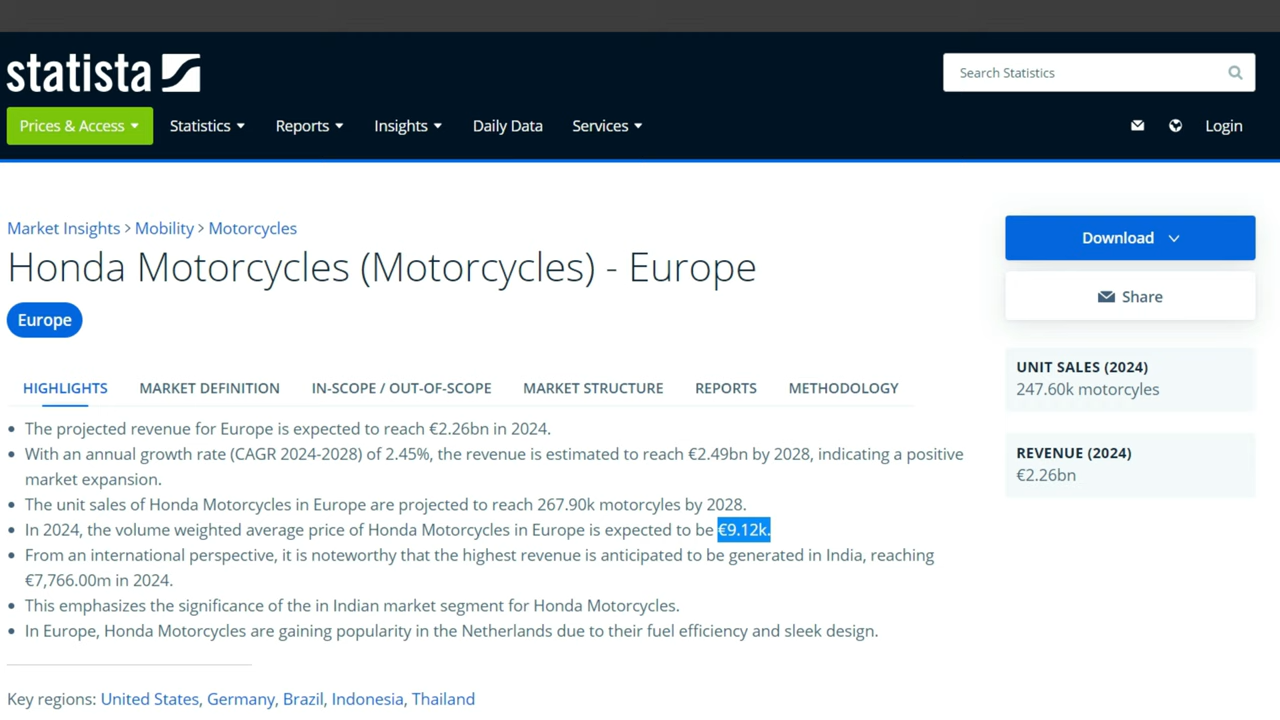 statista
Search Statistics
Prices & Access
Statistics
Reports
Insights
Daily Data
Services
Login
Market Insights > Mobility > Motorcycles
Honda Motorcycles (Motorcycles) - Europe
Europe
Download
Share
HIGHLIGHTS
MARKET DEFINITION
IN-SCOPE / OUT-OF-SCOPE
MARKET STRUCTURE
REPORTS
METHODOLOGY
UNIT SALES (2024)
247.60k motorcyles
REVENUE (2024)
€2.26bn
• The projected revenue for Europe is expected to reach €2.26bn in 2024.
• With an annual growth rate (CAGR 2024-2028) of 2.45%, the revenue is estimated to reach €2.49bn by 2028, indicating a positive
market expansion.
• The unit sales of Honda Motorcycles in Europe are projected to reach 267.90k motorcyles by 2028.
• In 2024, the volume weighted average price of Honda Motorcycles in Europe is expected to be €9.12k.
• From an international perspective, it is noteworthy that the highest revenue is anticipated to be generated in India, reaching
€7,766.00m in 2024.
• This emphasizes the significance of the in Indian market segment for Honda Motorcycles.
• In Europe, Honda Motorcycles are gaining popularity in the Netherlands due to their fuel efficiency and sleek design.
Key regions: United States, Germany, Brazil, Indonesia, Thailand